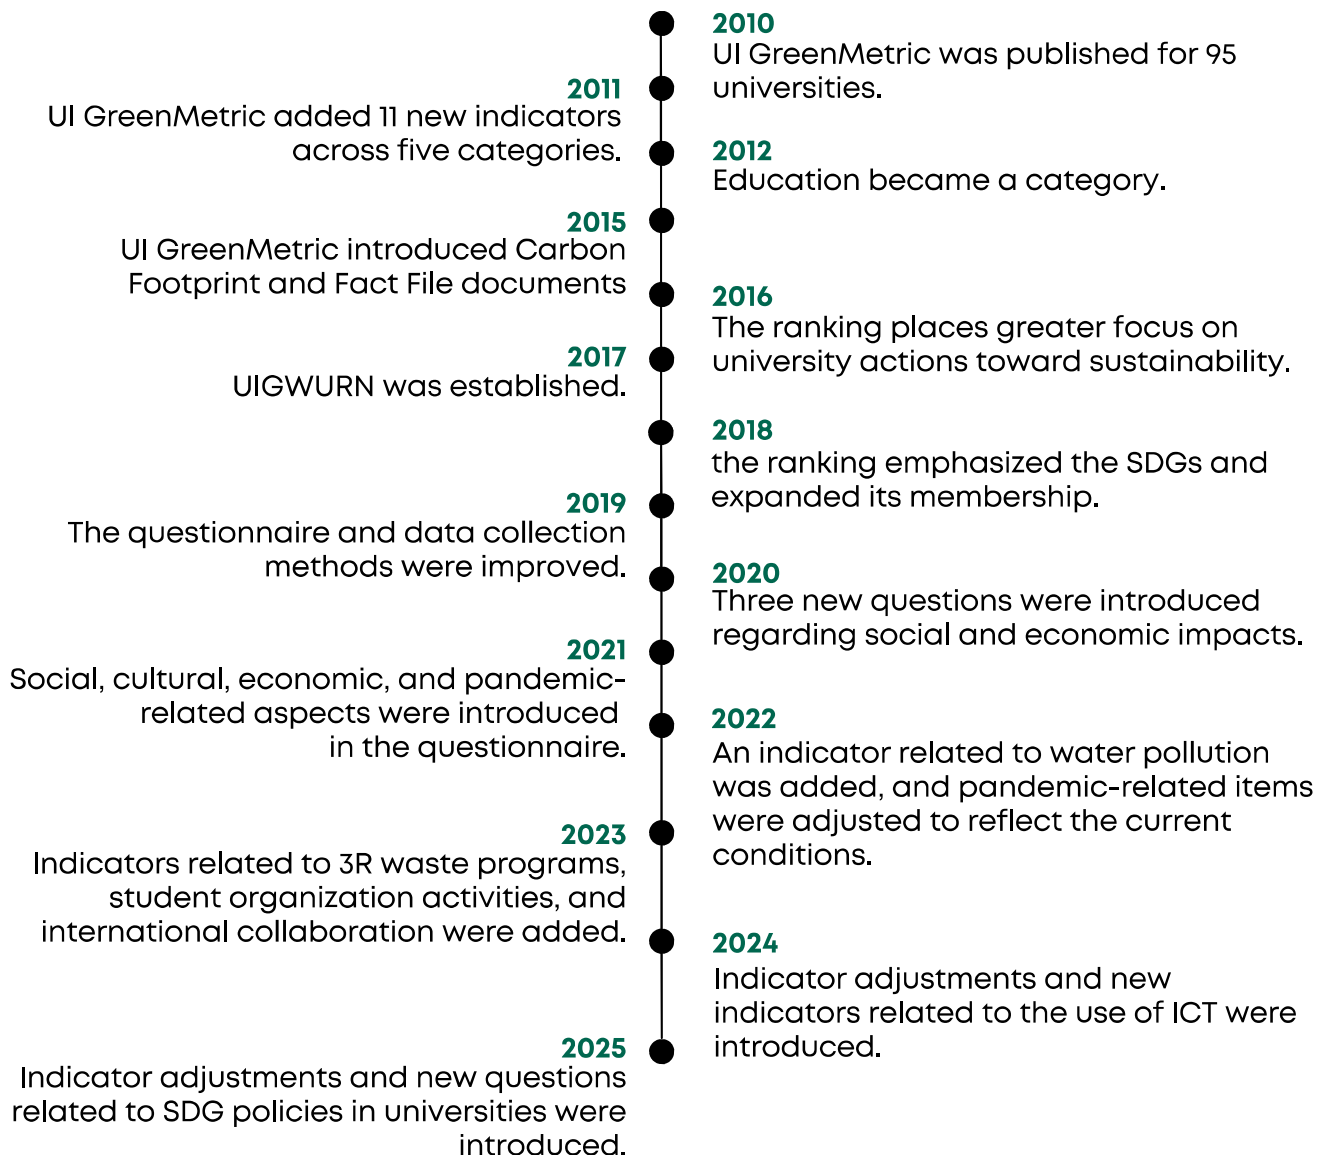 2010
UI GreenMetric was published for 95
universities.
2011
UI GreenMetric added 11 new indicators
across five categories.
2012
Education became a category.
2015
UI GreenMetric introduced Carbon
Footprint and Fact File documents
2016
The ranking places greater focus on
university actions toward sustainability.
2017
UIGWURN was established.
2018
the ranking emphasized the SDGs and
expanded its membership.
2019
The questionnaire and data collection
methods were improved.
2020
Three new questions were introduced
regarding social and economic impacts.
2021
Social, cultural, economic, and pandemic-
related aspects were introduced
in the questionnaire.
2022
An indicator related to water pollution
was added, and pandemic-related items
were adjusted to reflect the current
conditions.
2023
Indicators related to 3R waste programs,
student organization activities, and
international collaboration were added.
2024
Indicator adjustments and new
indicators related to the use of ICT were
introduced.
2025
Indicator adjustments and new questions
related to SDG policies in universities were
introduced.